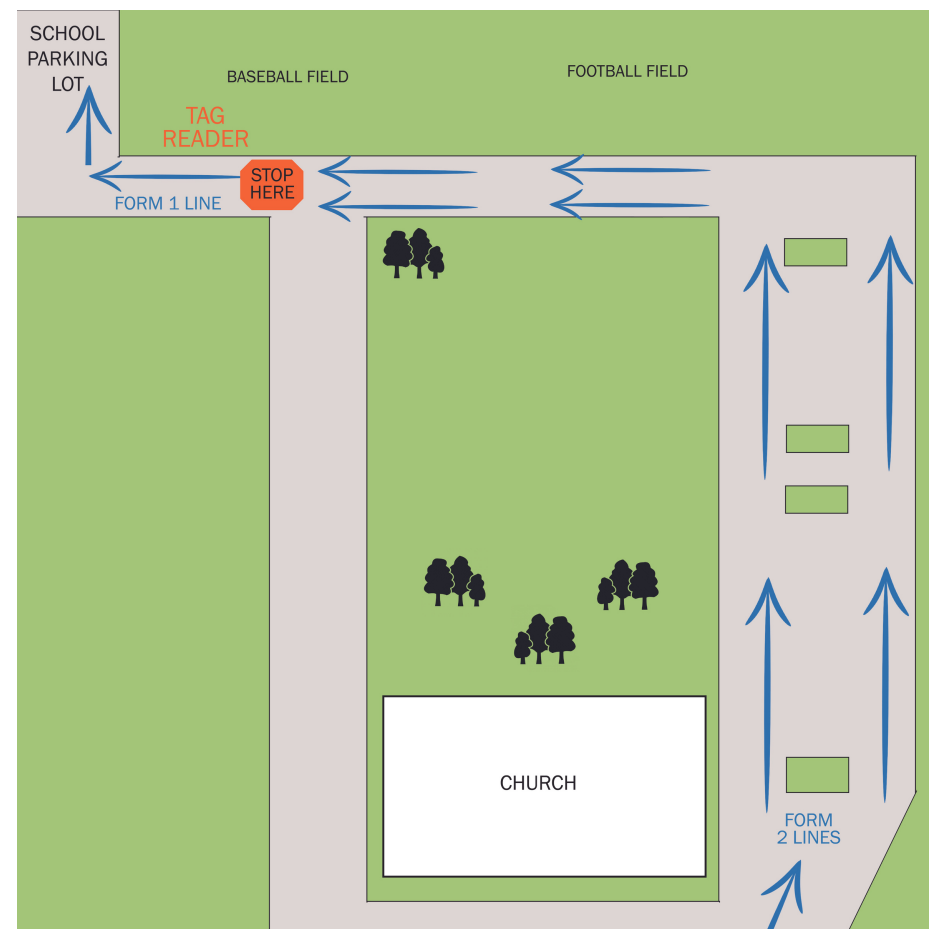 SCHOOL
PARKING
LOT
BASEBALL FIELD
FOOTBALL FIELD
TAG
READER
STOP
HERE
FORM 1 LINE
CHURCH
FORM
2 LINES